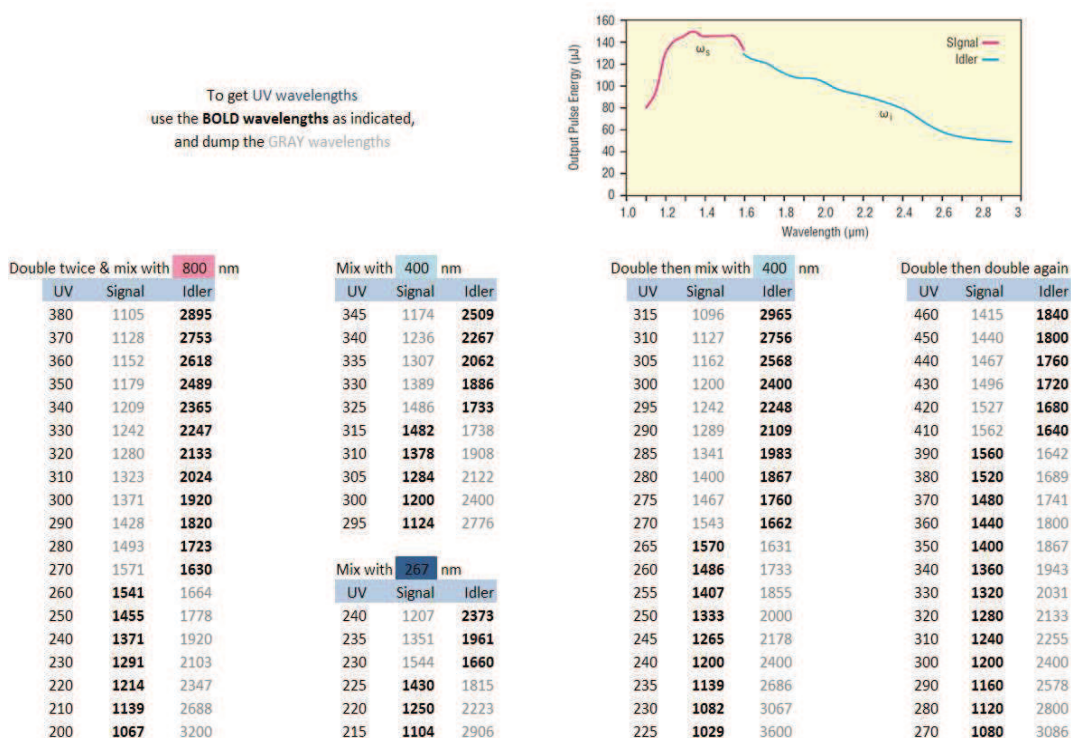 To get UV wavelengths
use the BOLD wavelengths as indicated,
and dump the GRAY wavelengths
160
140
120
100
80
60
40
20
0
Output Pulse Energy (µJ)
1.0 1.2 1.4 1.6 1.8 2.0 2.2 2.4 2.6 2.8 3
Wavelength (µm)
SIgnal
Idler
ωs
ωi
Double twice & mix with 800 nm
UV Signal Idler
380 1105 2895
370 1128 2753
360 1152 2618
350 1179 2489
340 1209 2365
330 1242 2247
320 1280 2133
310 1323 2024
300 1371 1920
290 1428 1820
280 1493 1723
270 1571 1630
260 1541 1664
250 1455 1778
240 1371 1920
230 1291 2103
220 1214 2347
210 1139 2688
200 1067 3200
Mix with 400 nm
UV Signal Idler
345 1174 2509
340 1236 2267
335 1307 2062
330 1389 1886
325 1486 1733
315 1482 1738
310 1378 1908
305 1284 2122
300 1200 2400
295 1124 2776
Mix with 267 nm
UV Signal Idler
240 1207 2373
235 1351 1961
230 1544 1660
225 1430 1815
220 1250 2223
215 1104 2906
Double then mix with 400 nm
UV Signal Idler
315 1096 2965
310 1127 2756
305 1162 2568
300 1200 2400
295 1242 2248
290 1289 2109
285 1341 1983
280 1400 1867
275 1467 1760
270 1543 1662
265 1570 1631
260 1486 1733
255 1407 1855
250 1333 2000
245 1265 2178
240 1200 2400
235 1139 2686
230 1082 3067
225 1029 3600
Double then double again
UV Signal Idler
460 1415 1840
450 1440 1800
440 1467 1760
430 1496 1720
420 1527 1680
410 1562 1640
390 1560 1642
380 1520 1689
370 1480 1741
360 1440 1800
350 1400 1867
340 1360 1943
330 1320 2031
320 1280 2133
310 1240 2255
300 1200 2400
290 1160 2578
280 1120 2800
270 1080 3086